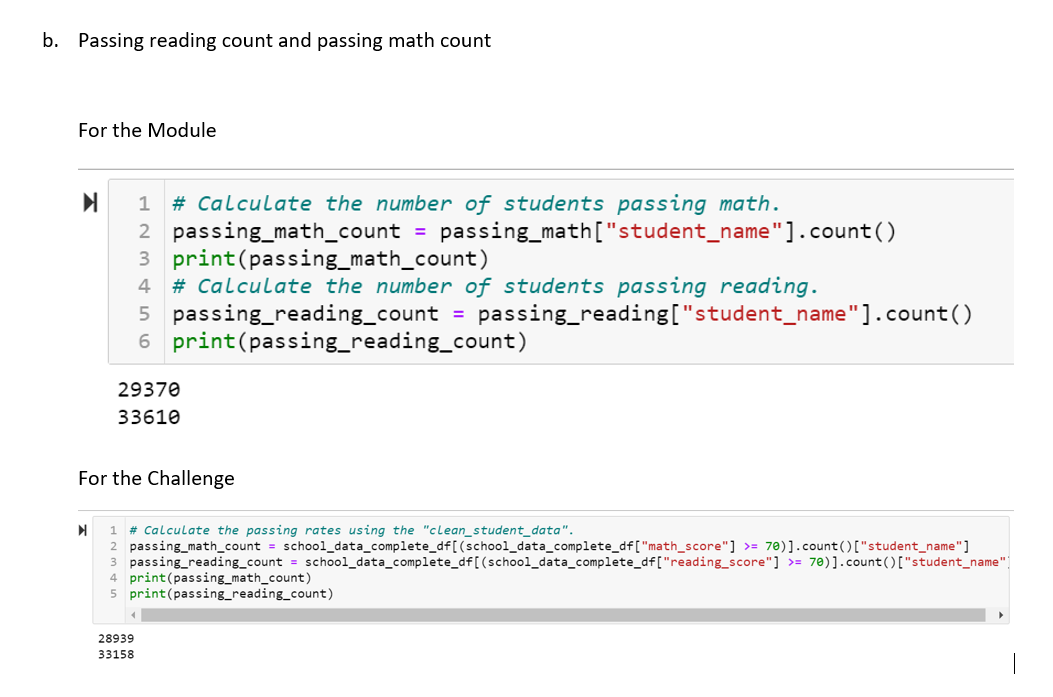 b. Passing reading count and passing math count
For the Module
1 # Calculate the number of students passing math.
2 passing_math_count = passing_math["student_name"].count()
3 print(passing_math_count)
4 # Calculate the number of students passing reading.
5 passing_reading_count = passing_reading["student_name"].count()
6 print(passing_reading_count)
29370
33610
For the Challenge
1 # Calculate the passing rates using the "clean_student_data".
2 passing_math_count = school_data_complete_df[(school_data_complete_df["math_score"] >= 70)].count()["student_name"]
3 passing_reading_count = school_data_complete_df[(school_data_complete_df["reading_score"] >= 70)].count()["student_name"]
4 print(passing_math_count)
5 print(passing_reading_count)
28939
33158